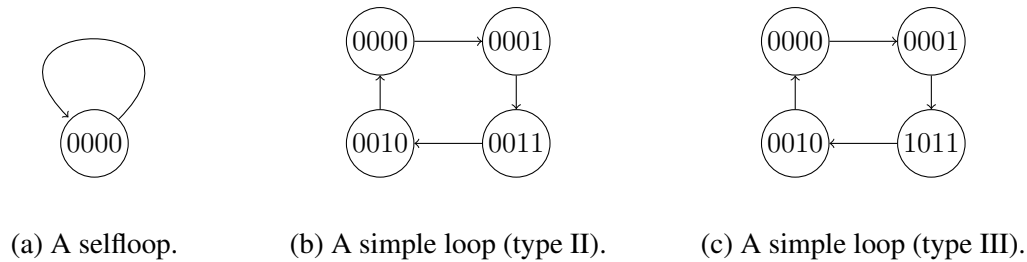 0000 0001
0000 0001
0000
0010 0011
0010 1011
(a) A selfloop.
(b) A simple loop (type II).
(c) A simple loop (type III).